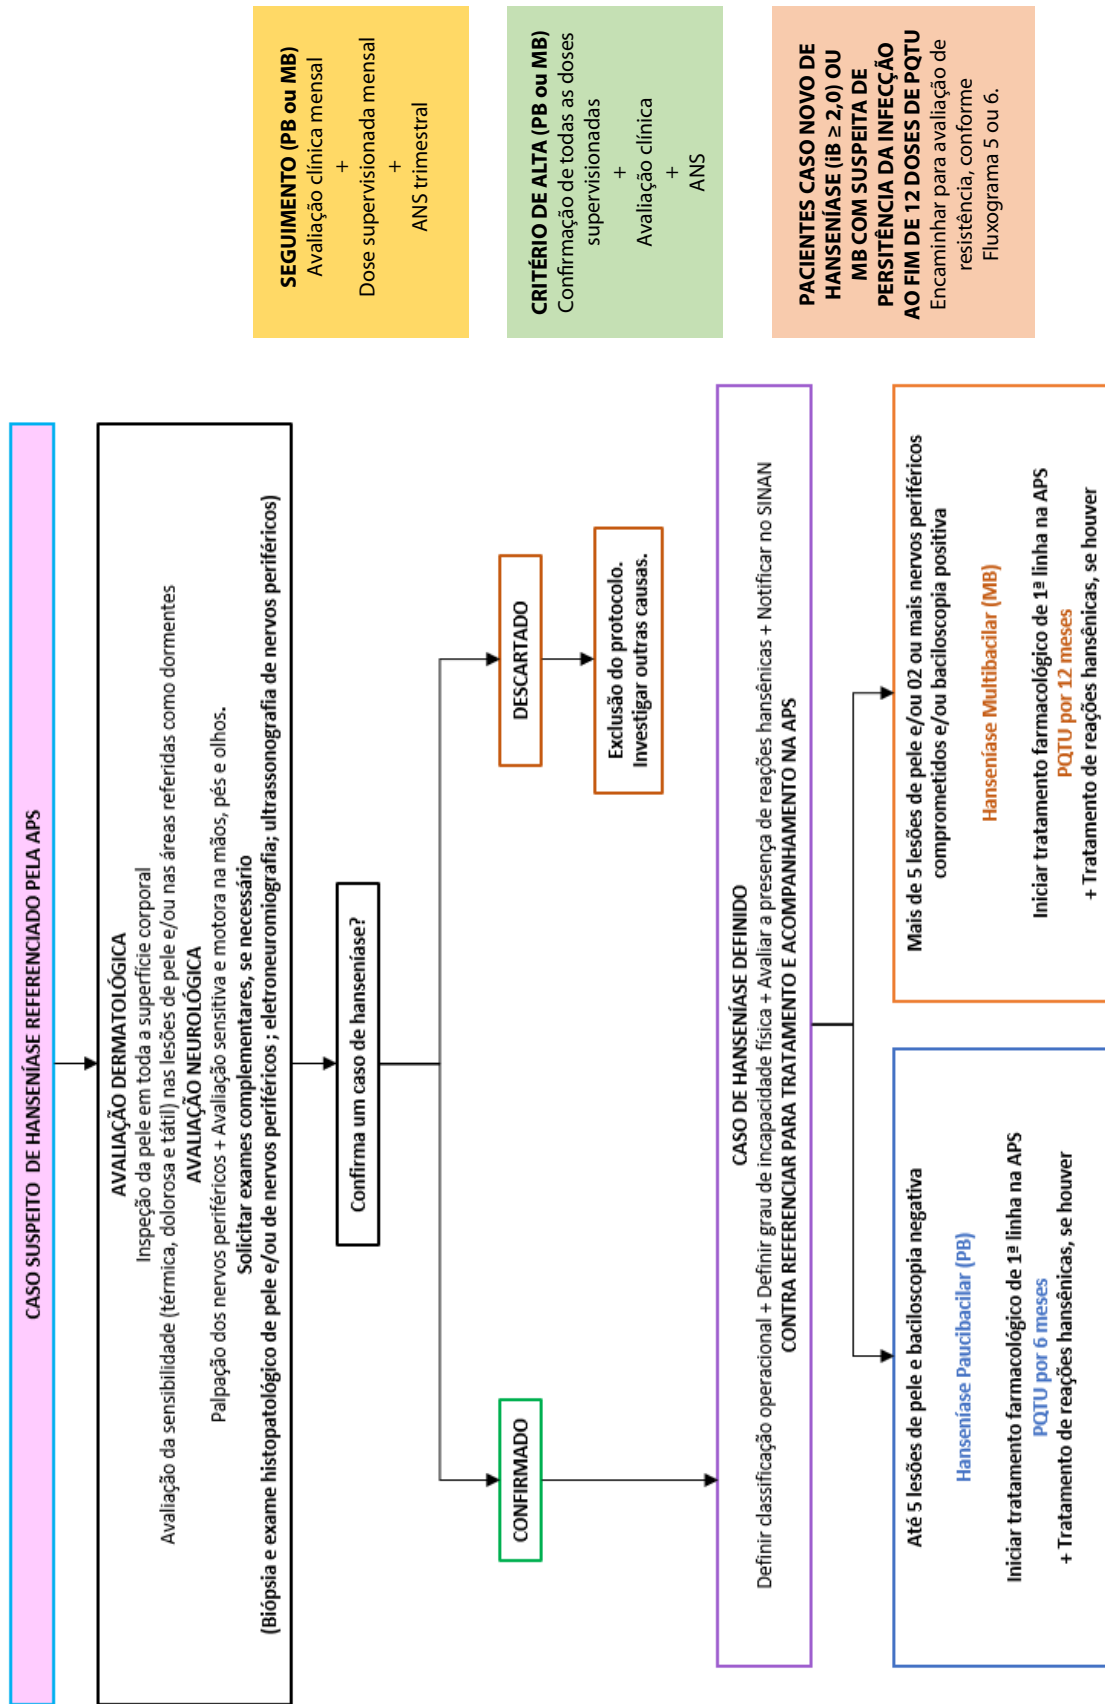 CASO SUSPEITO DE HANSENÍASE REFERENCIADO PELA APS
AVALIAÇÃO DERMATOLÓGICA
Inspeção da pele em toda a superfície corporal
Avaliação da sensibilidade (térmica, dolorosa e tátil) nas lesões de pele e/ou nas áreas referidas como dormentes
AVALIAÇÃO NEUROLÓGICA
Palpação dos nervos periféricos + Avaliação sensitiva e motora na mãos, pés e olhos.
Solicitar exames complementares, se necessário
(Biópsia e exame histopatológico de pele e/ou de nervos periféricos ; eletroneuromiografia; ultrassonografia de nervos periféricos)
Confirma um caso de hanseníase?
CONFIRMADO
DESCARTADO
Exclusão do protocolo.
Investigar outras causas.
CASO DE HANSENÍASE DEFINIDO
Definir classificação operacional + Definir grau de incapacidade física + Avaliar a presença de reações hansênicas + Notificar no SINAN
CONTRA REFERENCIAR PARA TRATAMENTO E ACOMPANHAMENTO NA APS
Até 5 lesões de pele e baciloscopia negativa
Hanseníase Paucibacilar (PB)
Iniciar tratamento farmacológico de 1ª linha na APS
PQTU por 6 meses
+ Tratamento de reações hansênicas, se houver
Mais de 5 lesões de pele e/ou 02 ou mais nervos periféricos
comprometidos e/ou baciloscopia positiva
Hanseníase Multibacilar (MB)
Iniciar tratamento farmacológico de 1ª linha na APS
PQTU por 12 meses
+ Tratamento de reações hansênicas, se houver
SEGUIMENTO (PB ou MB)
Avaliação clínica mensal
+
Dose supervisionada mensal
+
ANS trimestral
CRITÉRIO DE ALTA (PB ou MB)
Confirmação de todas as doses
supervisionadas
+
Avaliação clínica
+
ANS
PACIENTES CASO NOVO DE
HANSENÍASE (iB ≥ 2,0) OU
MB COM SUSPEITA DE
PERSITÊNCIA DA INFECÇÃO
AO FIM DE 12 DOSES DE PQTU
Encaminhar para avaliação de
resistência, conforme
Fluxograma 5 ou 6.